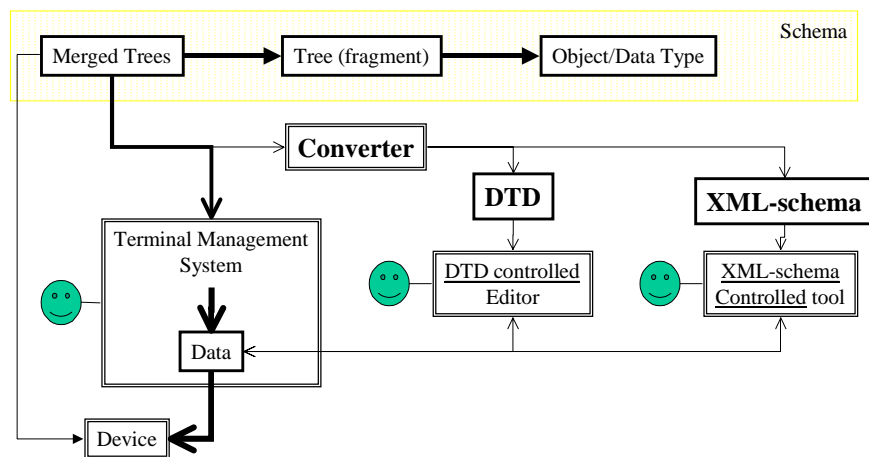 Schema
Merged Trees
Tree (fragment)
Object/Data Type
Converter
DTD
XML-schema
Terminal Management
System
DTD controlled
Editor
XML-schema
Controlled tool
Data
Device